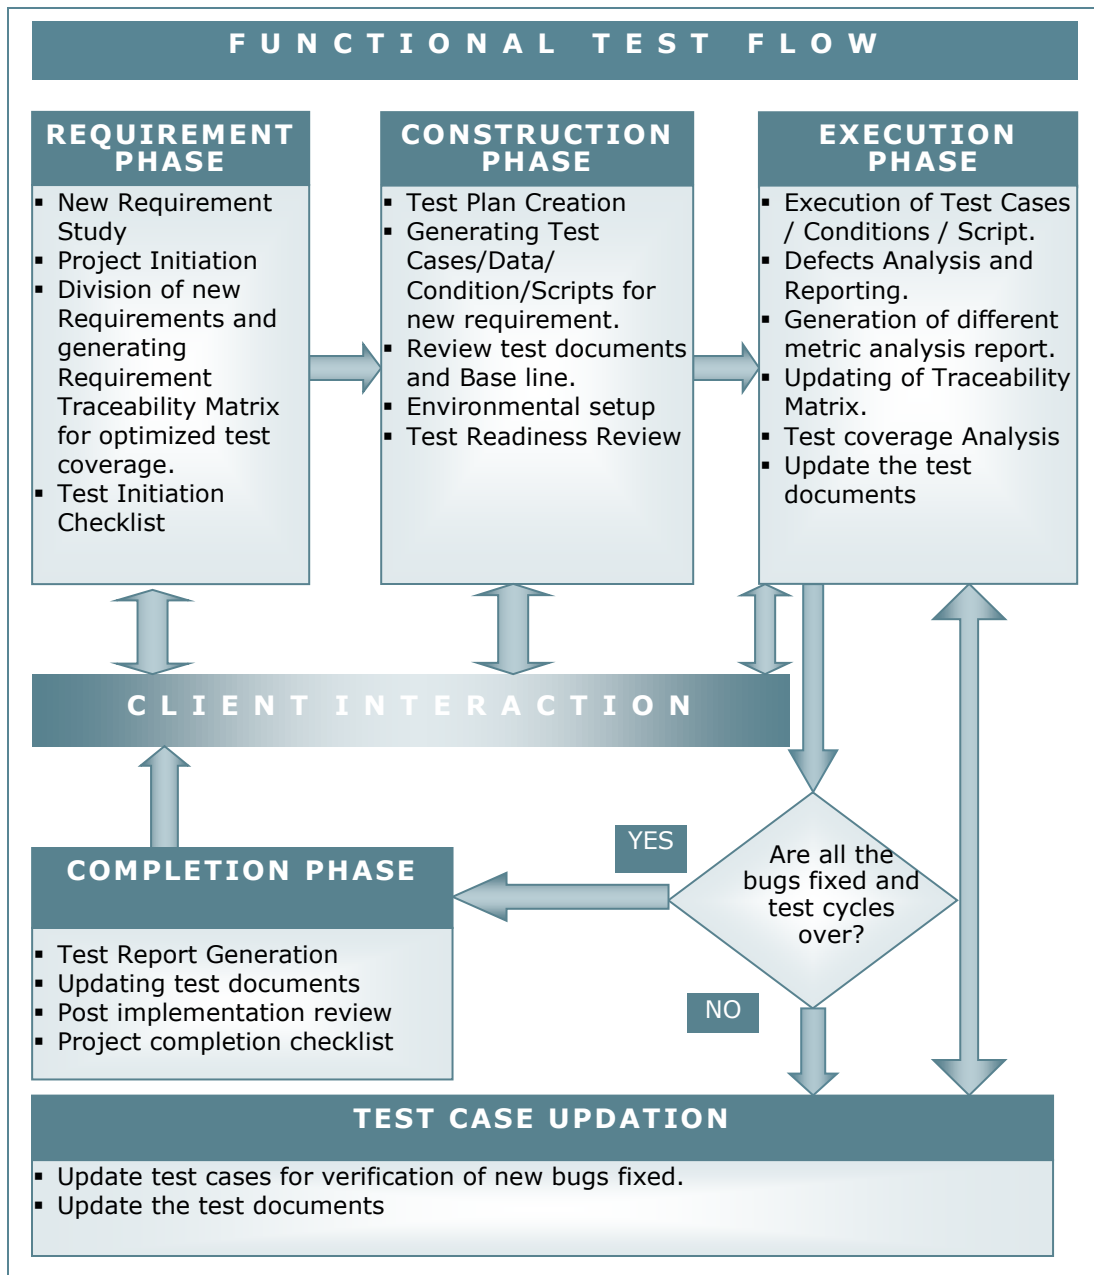 FUNCTIONAL TEST FLOW
REQUIREMENT
PHASE
▪ New Requirement
Study
▪ Project Initiation
▪ Division of new
Requirements and
generating
Requirement
Traceability Matrix
for optimized test
coverage.
▪ Test Initiation
Checklist
CONSTRUCTION
PHASE
▪ Test Plan Creation
▪ Generating Test
Cases/Data/
Condition/Scripts for
new requirement.
▪ Review test documents
and Base line.
▪ Environmental setup
▪ Test Readiness Review
EXECUTION
PHASE
▪ Execution of Test Cases
/ Conditions / Script.
▪ Defects Analysis and
Reporting.
▪ Generation of different
metric analysis report.
▪ Updating of Traceability
Matrix.
▪ Test coverage Analysis
▪ Update the test
documents
CLIENT INTERACTION
YES
Are all the
bugs fixed and
test cycles
over?
NO
COMPLETION PHASE
▪ Test Report Generation
▪ Updating test documents
▪ Post implementation review
▪ Project completion checklist
TEST CASE UPDATION
▪ Update test cases for verification of new bugs fixed.
▪ Update the test documents